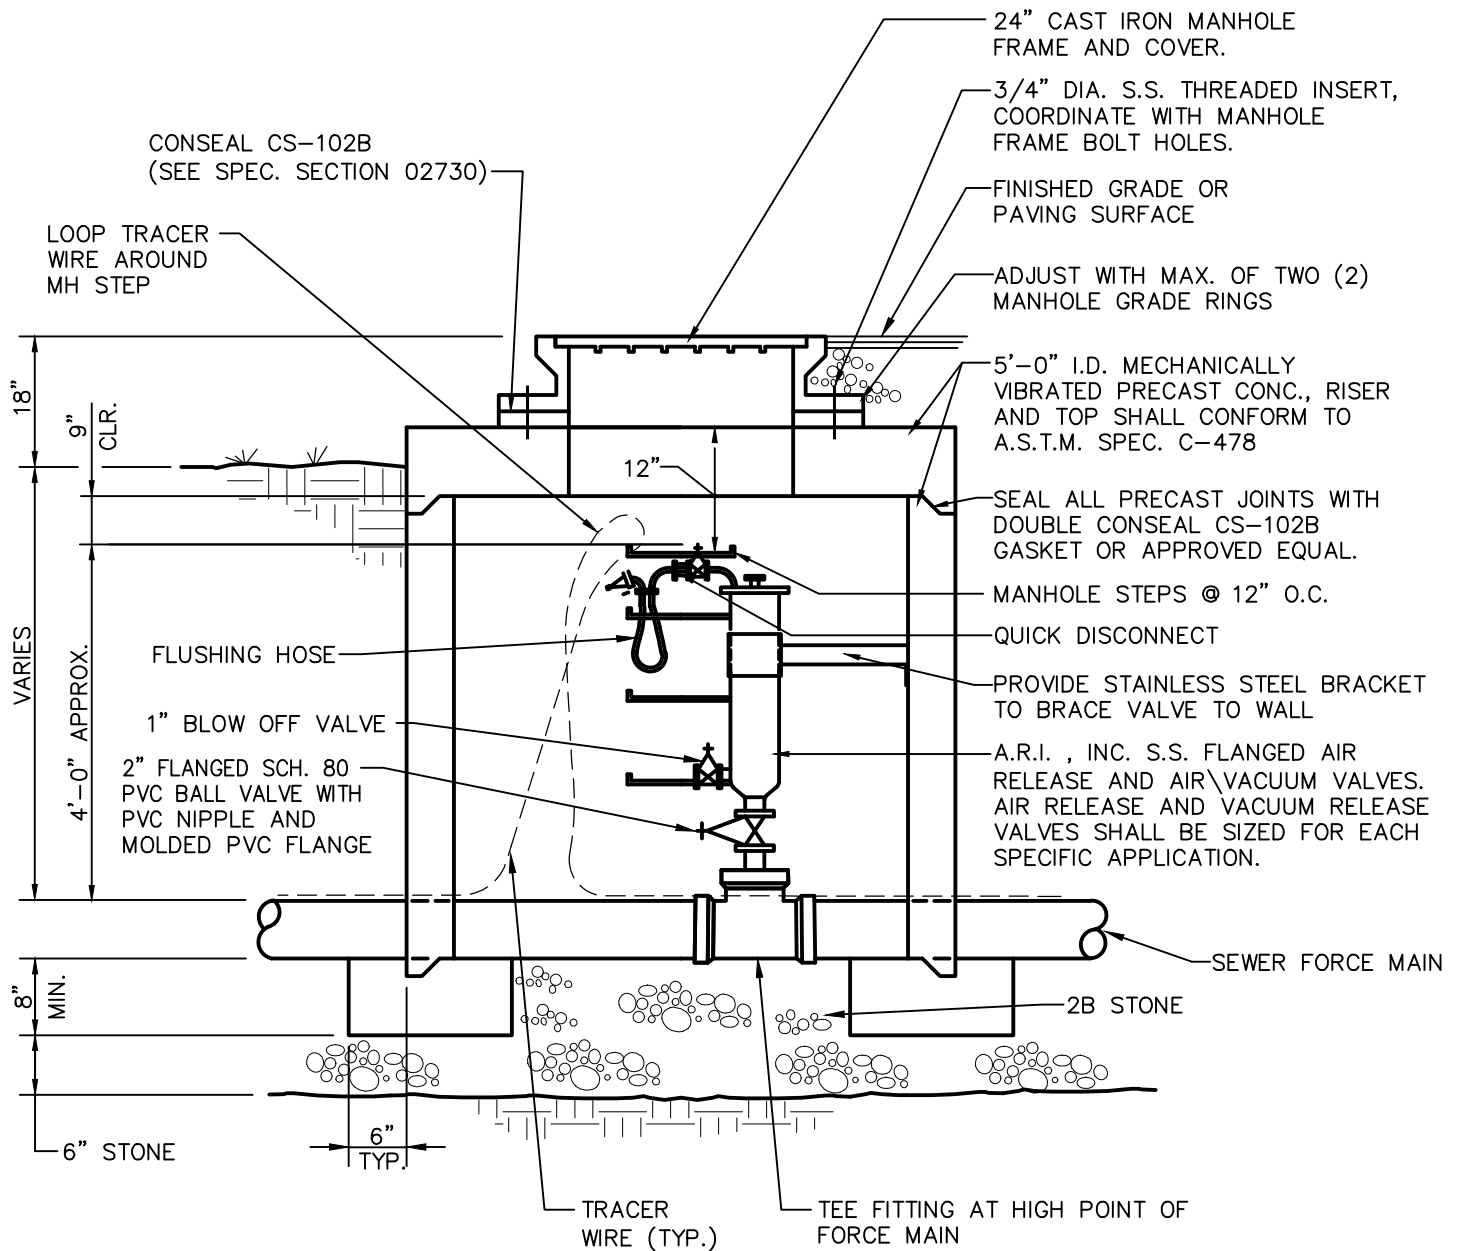 24” CAST IRON MANHOLE
FRAME AND COVER.
3/4” DIA. S.S. THREADED INSERT,
COORDINATE WITH MANHOLE
FRAME BOLT HOLES.
CONSEAL CS-102B
(SEE SPEC. SECTION 02730)
FINISHED GRADE OR
PAVING SURFACE
LOOP TRACER
WIRE AROUND
MH STEP
ADJUST WITH MAX. OF TWO (2)
MANHOLE GRADE RINGS
18”
9”
CLR.
5’-0” I.D. MECHANICALLY
VIBRATED PRECAST CONC., RISER
AND TOP SHALL CONFORM TO
A.S.T.M. SPEC. C-478
12”
SEAL ALL PRECAST JOINTS WITH
DOUBLE CONSEAL CS-102B
GASKET OR APPROVED EQUAL.
MANHOLE STEPS @ 12” O.C.
QUICK DISCONNECT
FLUSHING HOSE
VARIES
4’-0” APPROX.
PROVIDE STAINLESS STEEL BRACKET
TO BRACE VALVE TO WALL
1” BLOW OFF VALVE
2” FLANGED SCH. 80
PVC BALL VALVE WITH
PVC NIPPLE AND
MOLDED PVC FLANGE
A.R.I. , INC. S.S. FLANGED AIR
RELEASE AND AIR\VACUUM VALVES.
AIR RELEASE AND VACUUM RELEASE
VALVES SHALL BE SIZED FOR EACH
SPECIFIC APPLICATION.
SEWER FORCE MAIN
8”
MIN.
2B STONE
6” STONE
6”
TYP.
TRACER
WIRE (TYP.)
TEE FITTING AT HIGH POINT OF
FORCE MAIN